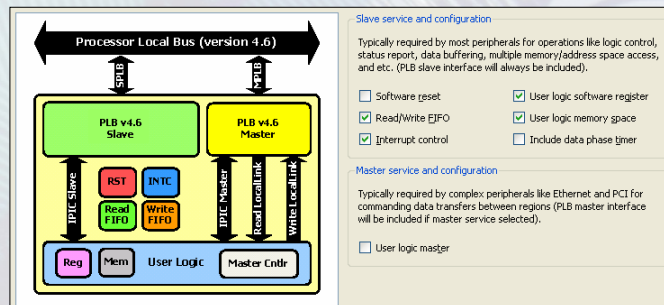 Processor Local Bus (version 4.6)
SPLB
MPLB
PLB v4.6
Slave
PLB v4.6
Master
IPIC Slave
RST
INTC
Read
FIFO
Write
FIFO
IPIC Master
Read LocalLink
Write LocalLink
Reg
Mem
User Logic
Master Cntlr
Slave service and configuration
Typically required by most peripherals for operations like logic control,
status report, data buffering, multiple memory/address space access,
and etc. (PLB slave interface will always be included).
Software reset
User logic software register
Read/Write FIFO
User logic memory space
Interrupt control
Include data phase timer
Master service and configuration
Typically required by complex peripherals like Ethernet and PCI for
commanding data transfers between regions (PLB master interface
will be included if master service selected).
User logic master